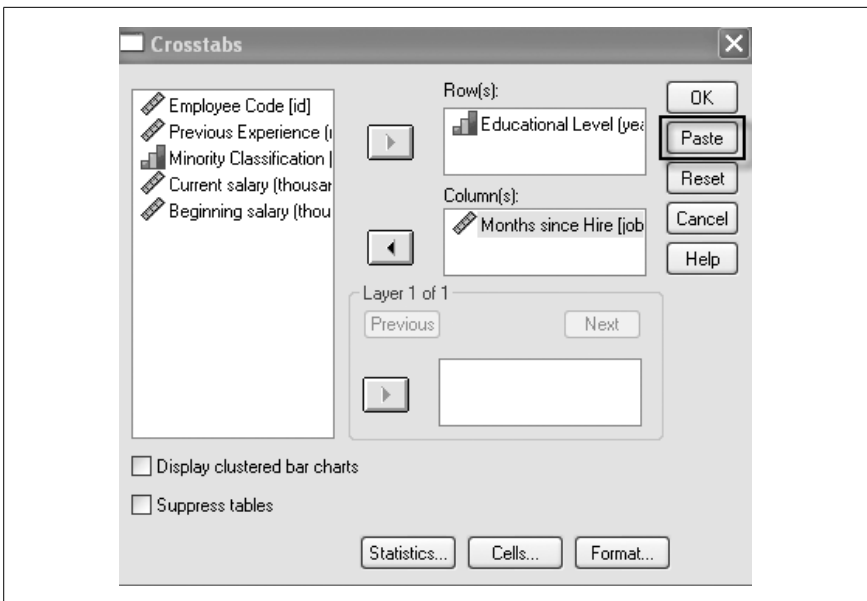 Crosstabs
Employee Code [id]
Previous Experience (
Minority Classification [
Current salary (thousan
Beginning salary (thou
Row(s):
Educational Level (yea
Column(s):
Months since Hire [job
Layer 1 of 1
Previous
Next
OK
Paste
Reset
Cancel
Help
Display clustered bar charts
Suppress tables
Statistics...
Cells...
Format...